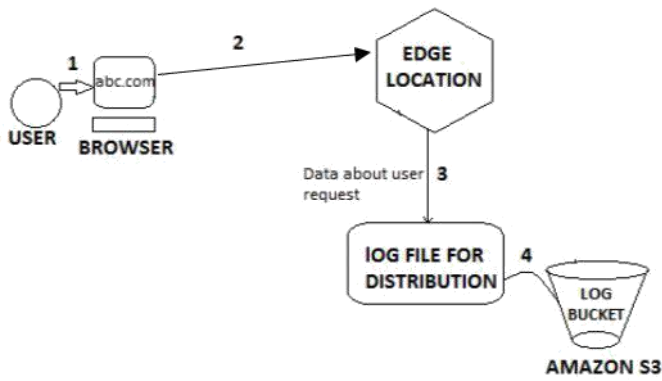 1
2
abc.com
USER
BROWSER
EDGE
LOCATION
Data about user
request
3
lOG FILE FOR
DISTRIBUTION
4
LOG
BUCKET
AMAZON S3